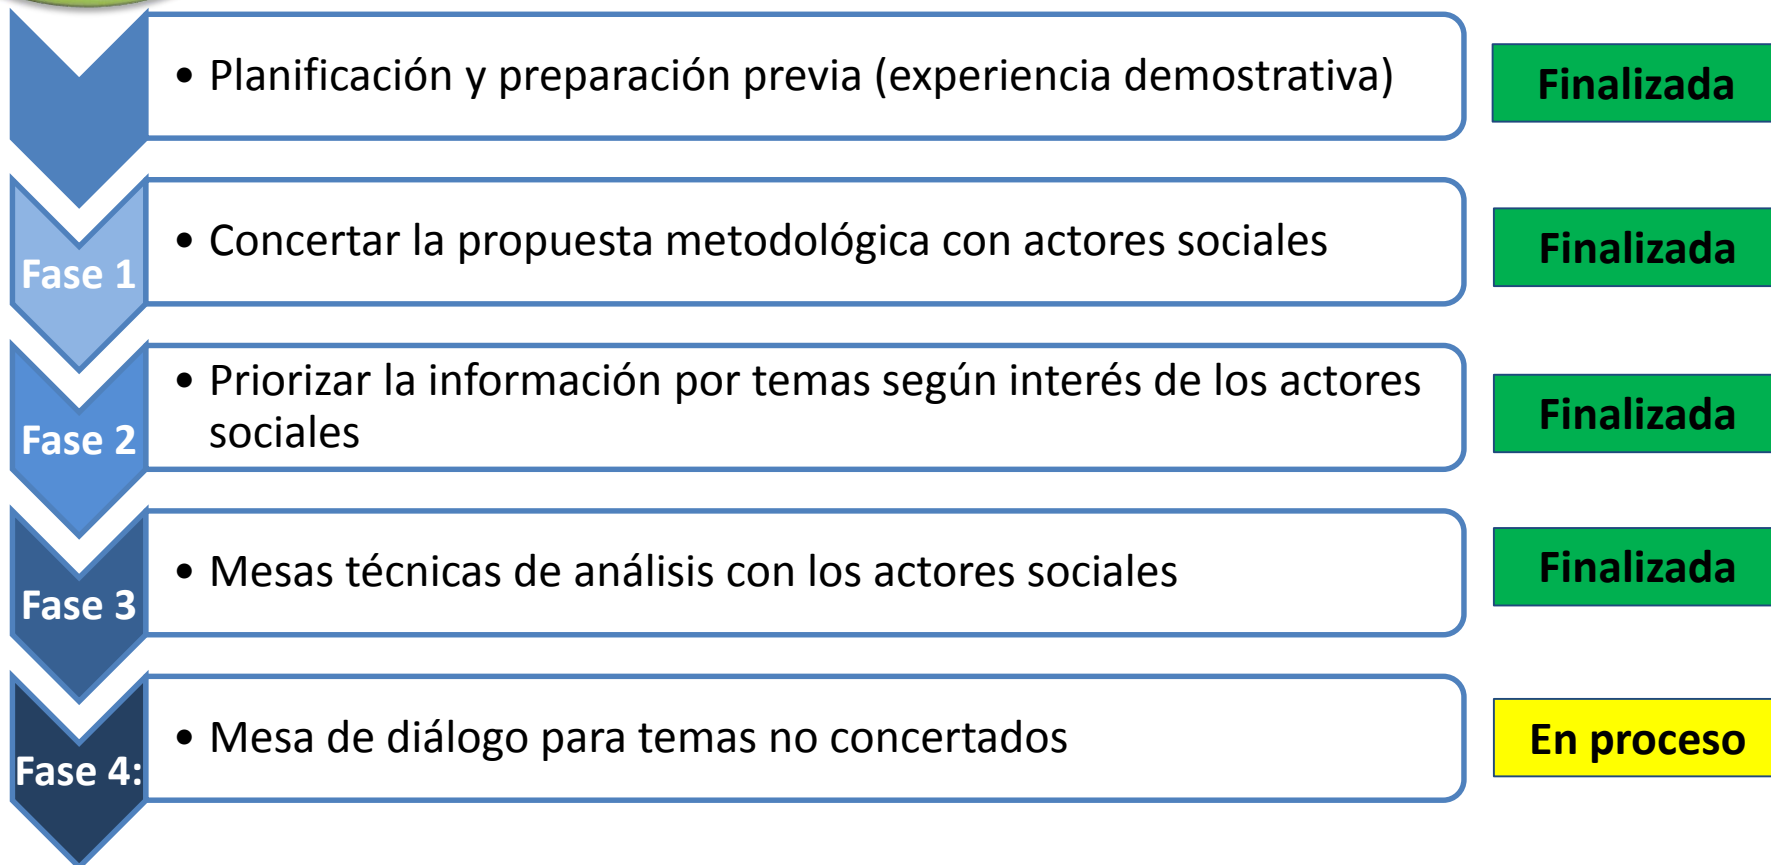 • Planificación y preparación previa (experiencia demostrativa)
Finalizada
Fase 1
• Concertar la propuesta metodológica con actores sociales
Finalizada
Fase 2
• Priorizar la información por temas según interés de los actores
sociales
Finalizada
Fase 3
• Mesas técnicas de análisis con los actores sociales
Finalizada
Fase 4:
• Mesa de diálogo para temas no concertados
En proceso